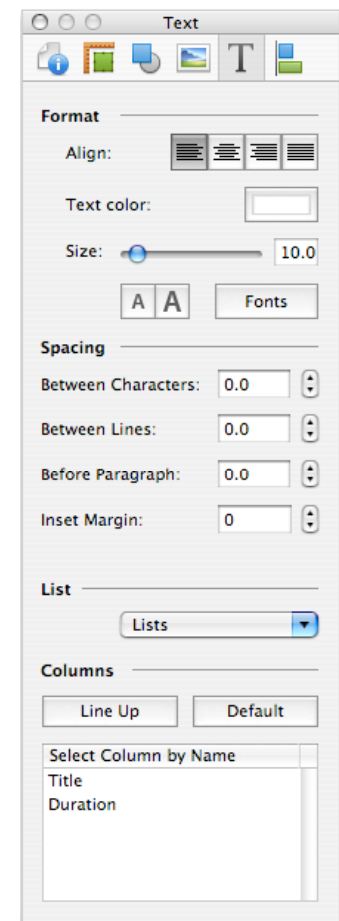 Text
T
Format
Align:
Text color:
Size: 10.0
A A Fonts
Spacing
Between Characters: 0.0
Between Lines: 0.0
Before Paragraph: 0.0
Inset Margin: 0
List
Lists
Columns
Line Up Default
Select Column by Name
Title
Duration